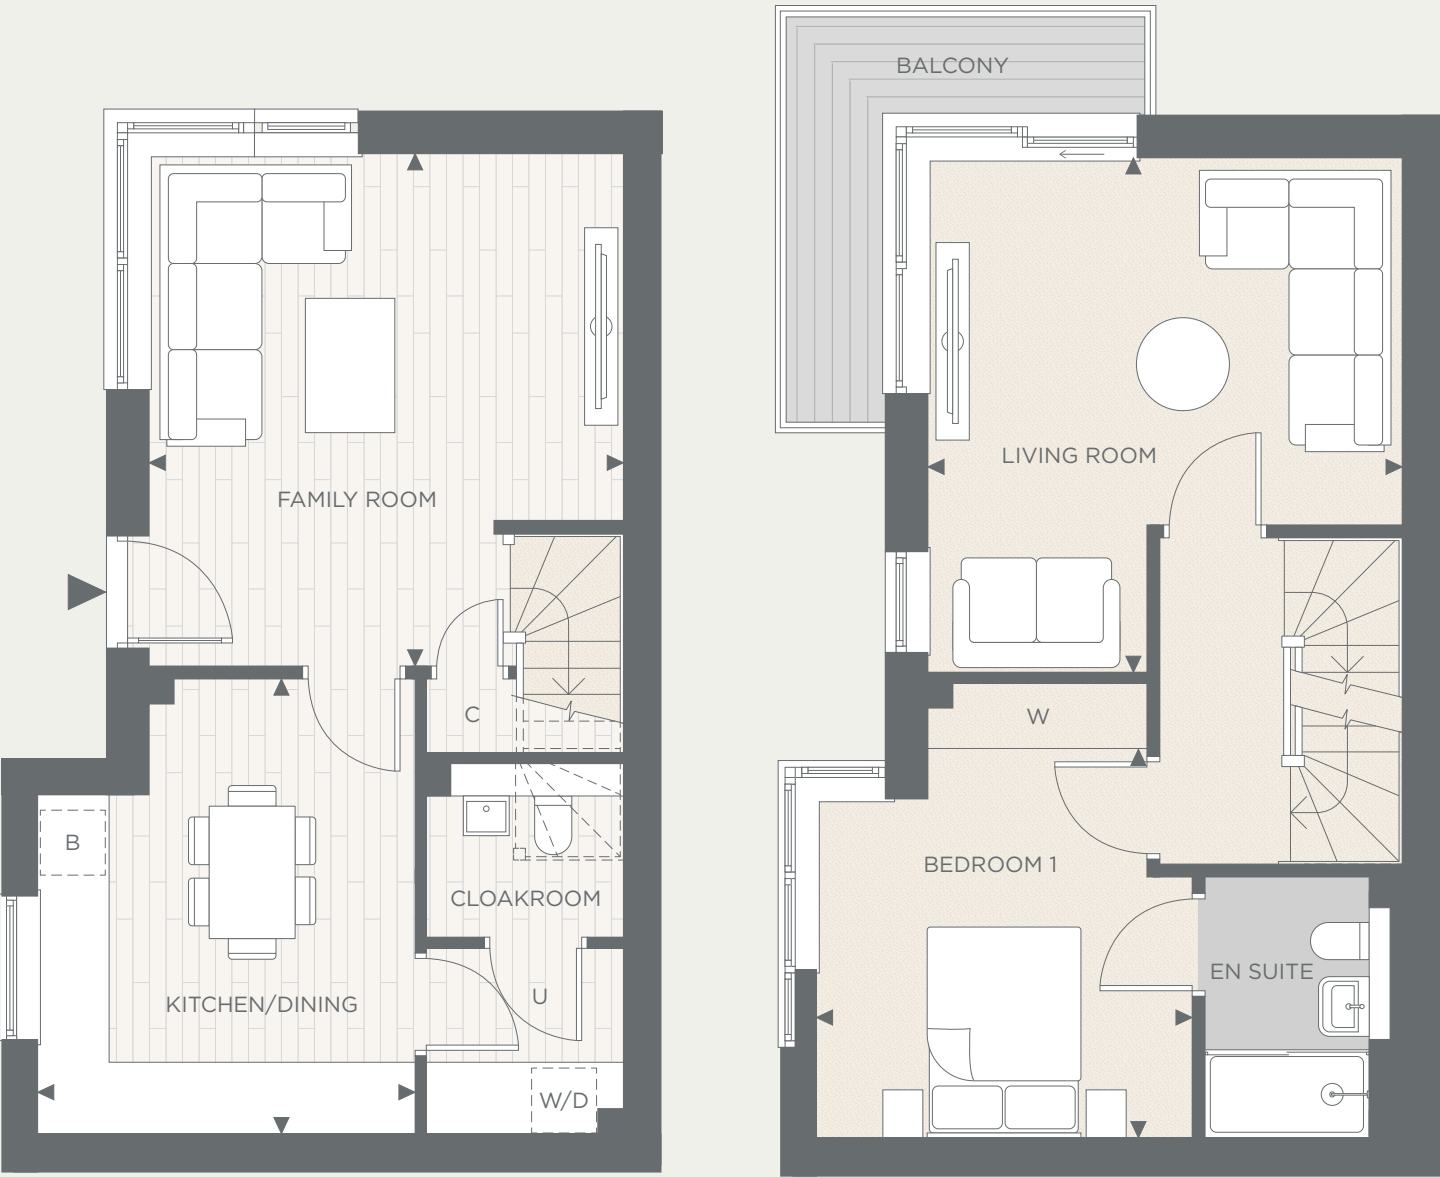 FAMILY ROOM
C
B
CLOAKROOM
KITCHEN/DINING
U
W/D
BALCONY
LIVING ROOM
W
BEDROOM 1
EN SUITE